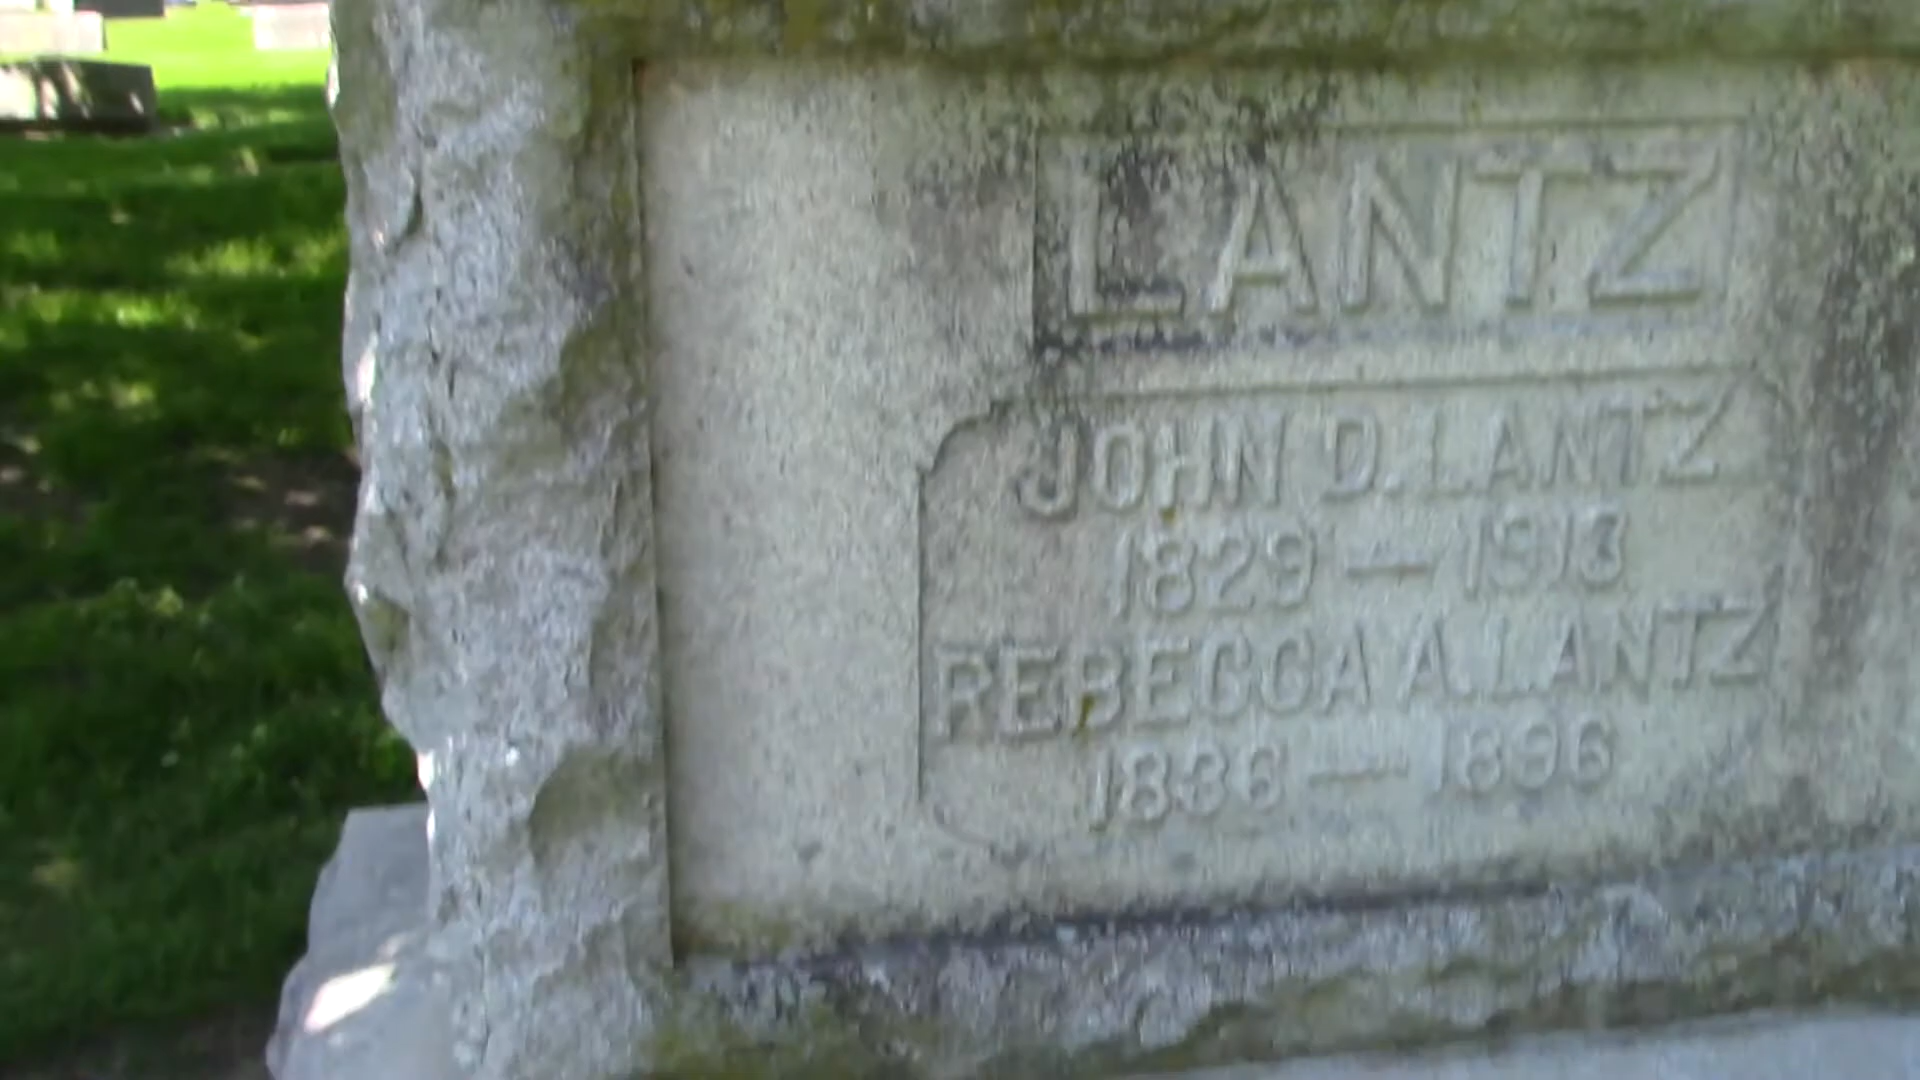 LANTZ
JOHN D. LANTZ
1829 — 1913
REBECCA A. LANTZ
1836 — 1896